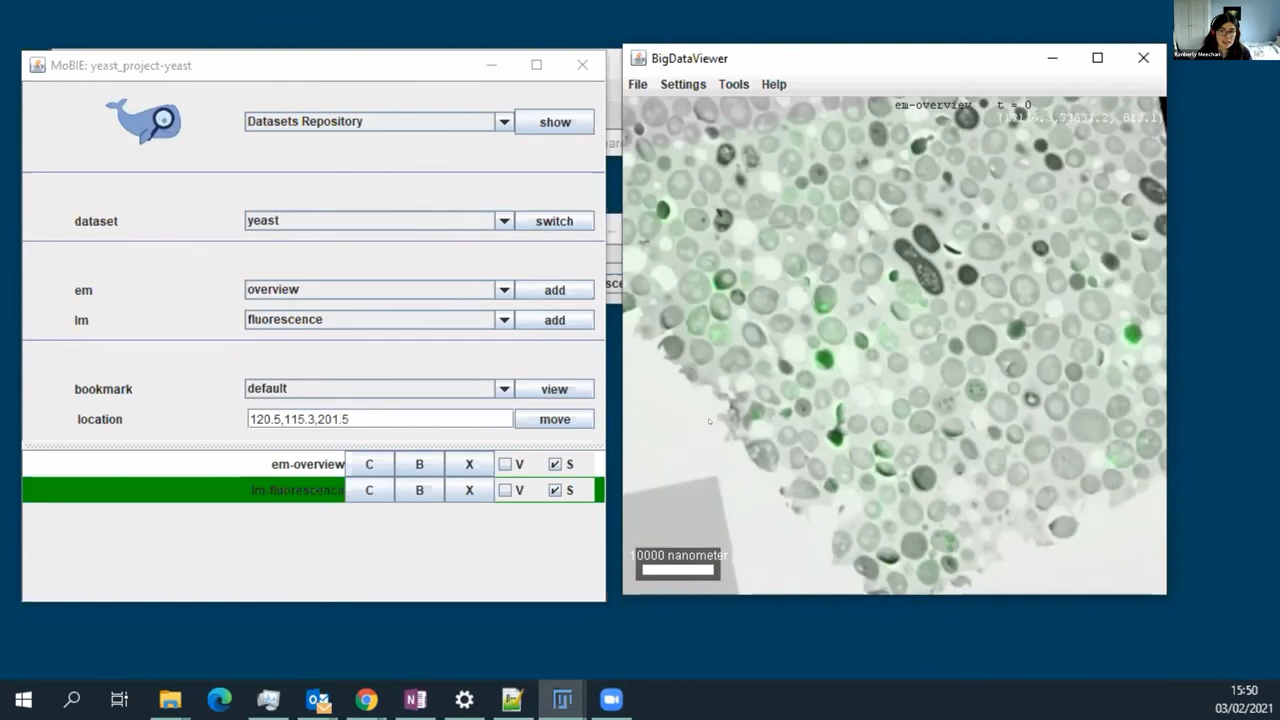 Kimberly Meechan
MoBIE: yeast_project-yeast
BigDataViewer
File Settings Tools Help
Datasets Repository show
dataset yeast switch
em overview add
lm fluorescence add
bookmark default view
location 120.5,115.3,201.5 move
em-overview C B X V S
lm-fluorescence C B X V S
em-overview t = 0
10000 nanometer
15:50
03/02/2021